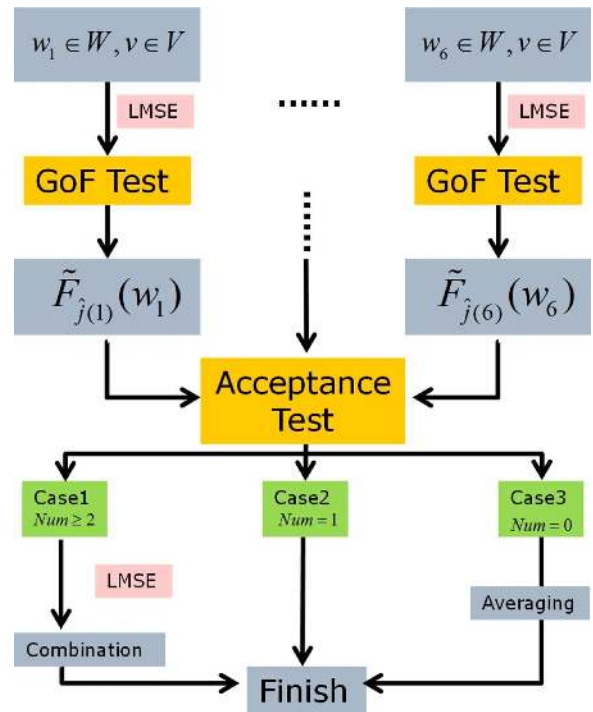 w₁ ∈ W, v ∈ V
w₆ ∈ W, v ∈ V
LMSE
LMSE
GoF Test
GoF Test
F̃_{ĵ(1)}(w₁)
F̃_{ĵ(6)}(w₆)
Acceptance
Test
Case1
Num ≥ 2
Case2
Num = 1
Case3
Num = 0
LMSE
Averaging
Combination
Finish